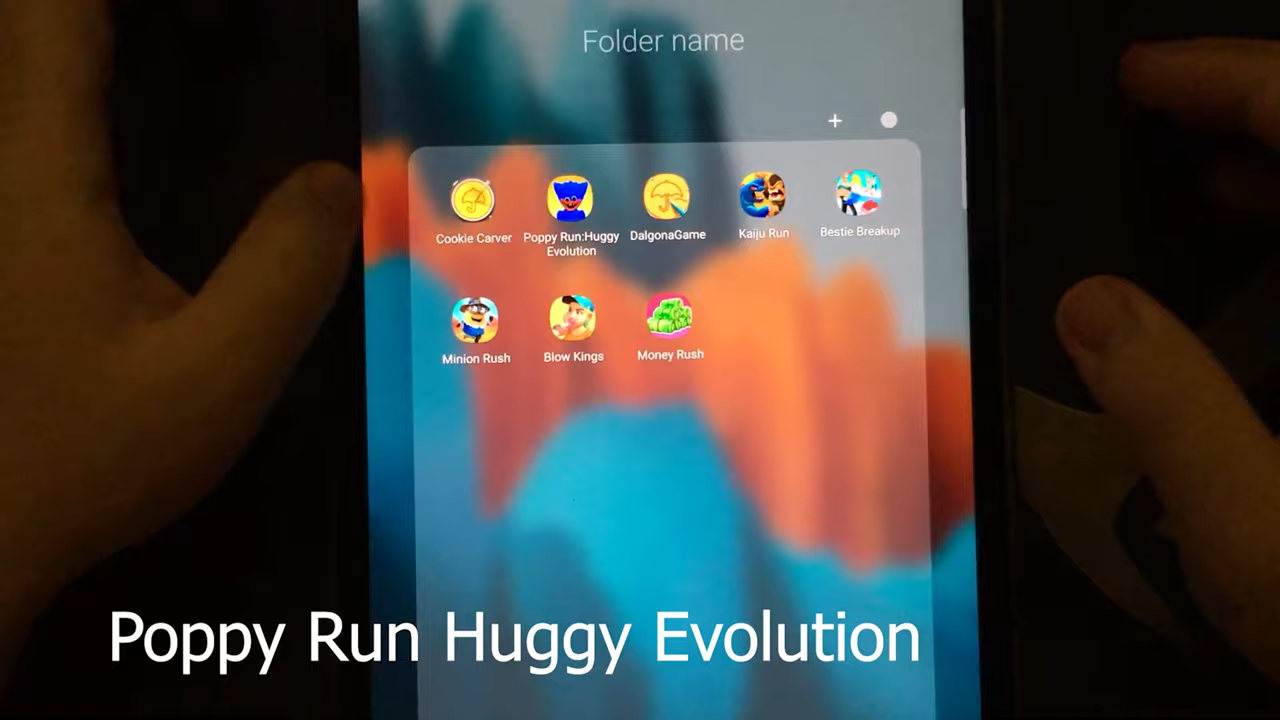 Folder name
Cookie Carver
Poppy Run:Huggy
Evolution
DalgonaGame
Kaiju Run
Bestie Breakup
Minion Rush
Blow Kings
Money Rush
Poppy Run Huggy Evolution